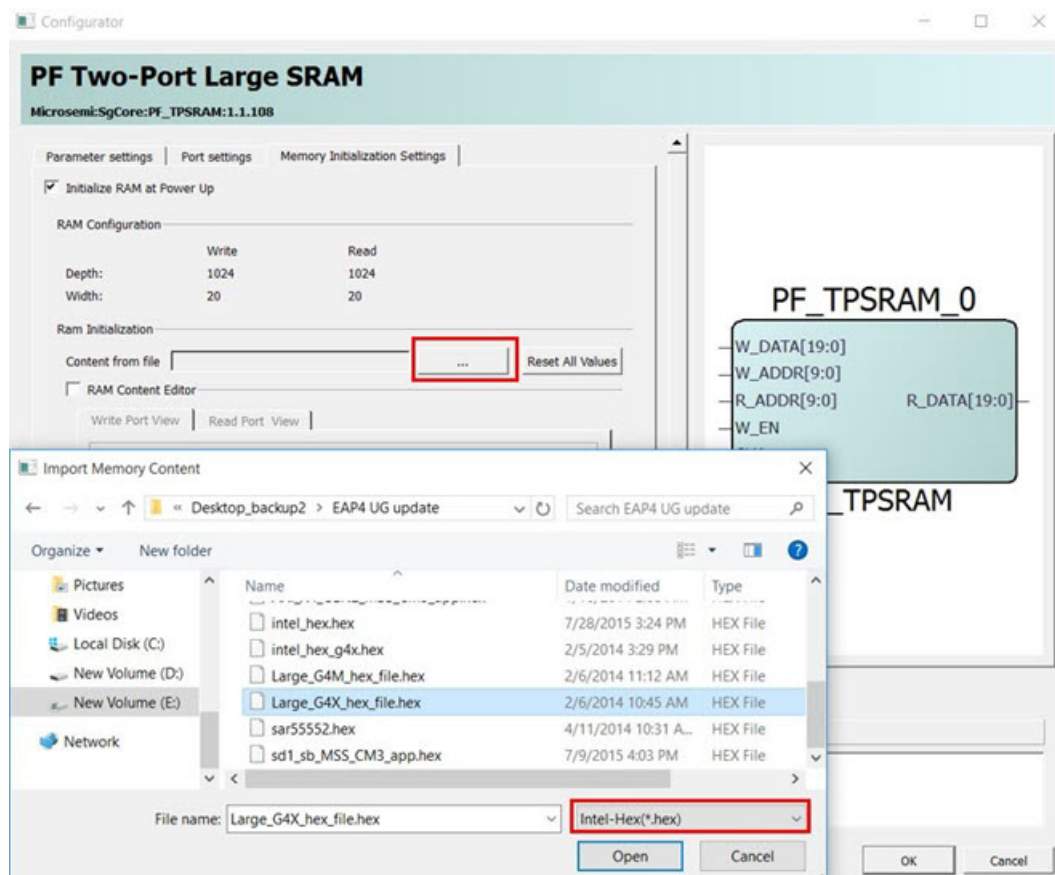 Configurator
PF Two-Port Large SRAM
Microsemi:SgCore:PF_TPSRAM:1.1.108
Parameter settings Port settings Memory Initialization Settings
Initialize RAM at Power Up
RAM Configuration
Write Read
Depth: 1024 1024
Width: 20 20
Ram Initialization
Content from file ... Reset All Values
RAM Content Editor
Write Port View Read Port View
PF_TPSRAM_0
W_DATA[19:0]
W_ADDR[9:0]
R_ADDR[9:0] R_DATA[19:0]
W_EN
_TPSRAM
Import Memory Content
« Desktop_backup2 > EAP4 UG update Search EAP4 UG update
Organize New folder
Name Date modified Type
Pictures
Videos
Local Disk (C:)
New Volume (D:)
New Volume (E:)
Network
intel_hex.hex 7/28/2015 3:24 PM HEX File
intel_hex_g4x.hex 2/5/2014 3:29 PM HEX File
Large_G4M_hex_file.hex 2/6/2014 11:12 AM HEX File
Large_G4X_hex_file.hex 2/6/2014 10:45 AM HEX File
sar55552.hex 4/11/2014 10:31 A... HEX File
sd1_sb_MSS_CM3_app.hex 7/9/2015 4:03 PM HEX File
File name: Large_G4X_hex_file.hex Intel-Hex(*.hex)
Open Cancel
OK Cancel